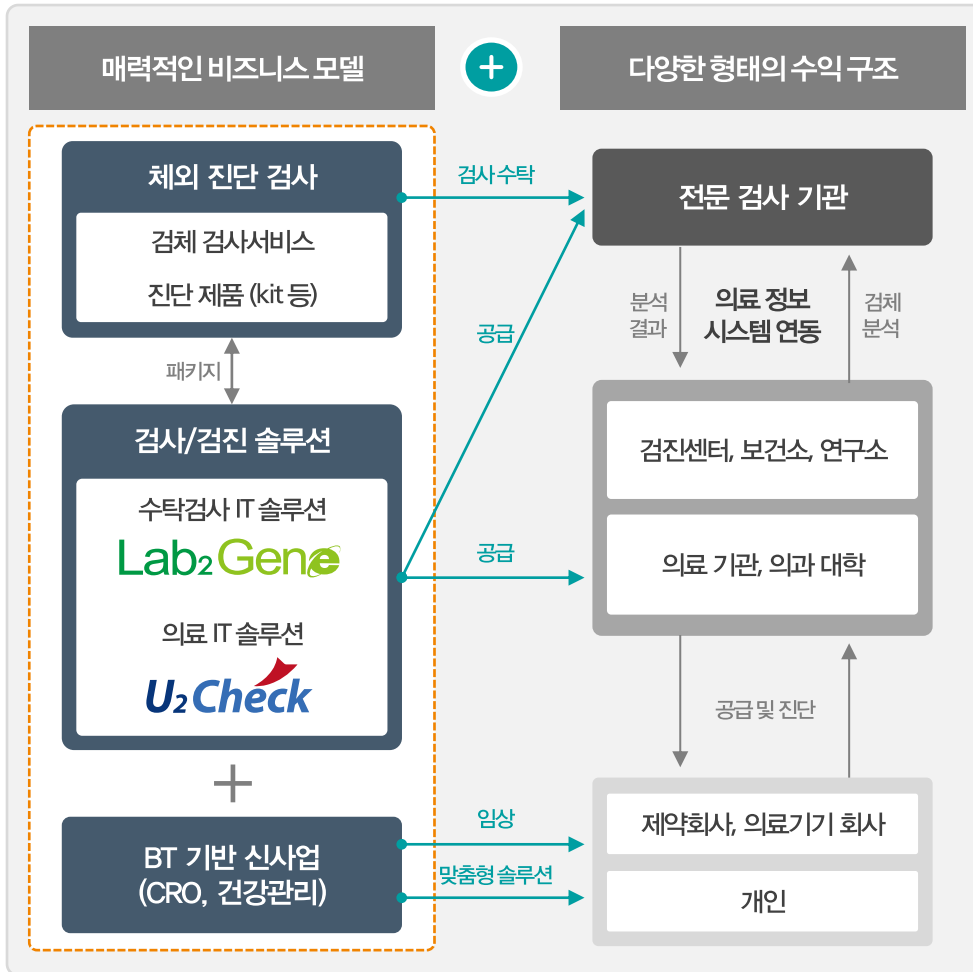 매력적인 비즈니스 모델
+
다양한 형태의 수익 구조
체외 진단 검사
검체 검사서비스
진단 제품 (kit 등)
패키지
검사/검진 솔루션
수탁검사 IT 솔루션
Lab2Gene
의료 IT 솔루션
U2Check
+
BT 기반 신사업
(CRO, 건강관리)
검사 수탁
공급
공급
임상
맞춤형 솔루션
전문 검사 기관
분석
결과
의료 정보
시스템 연동
검체
분석
검진센터, 보건소, 연구소
의료 기관, 의과 대학
공급 및 진단
제약회사, 의료기기 회사
개인